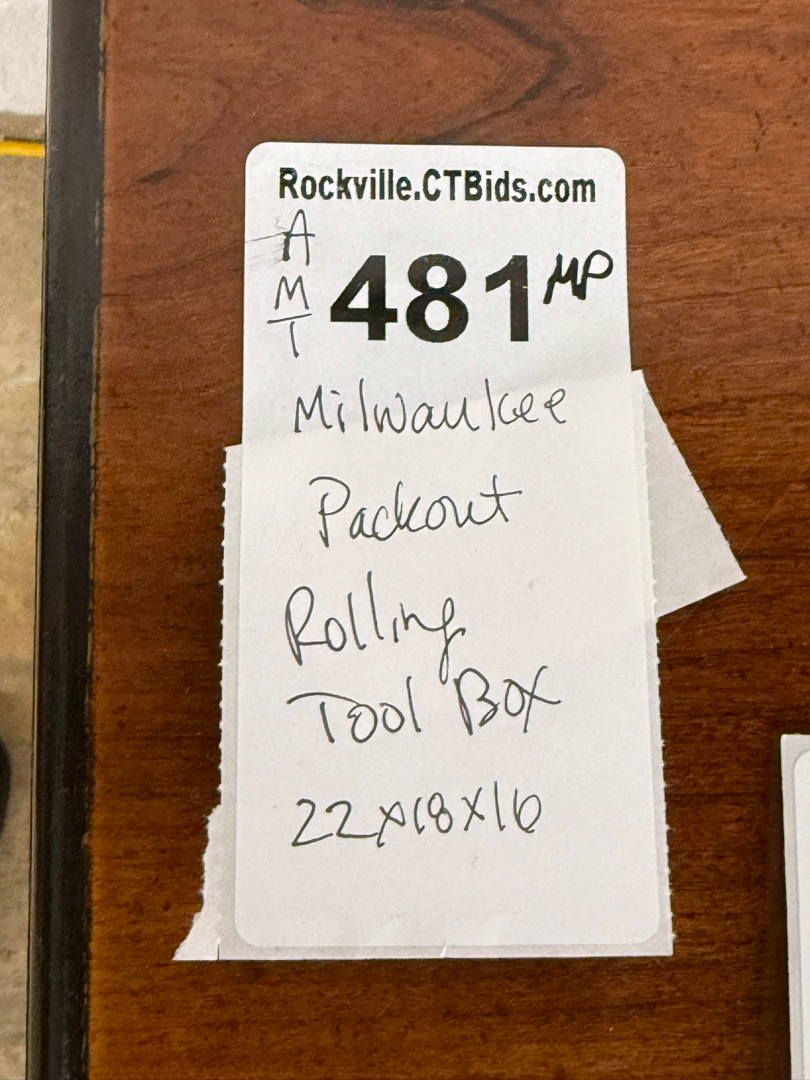 Rockville.CTBids.com
A
M
T
481 MP
Milwaukee
Packout
Rolling
Tool Box
22x18x16